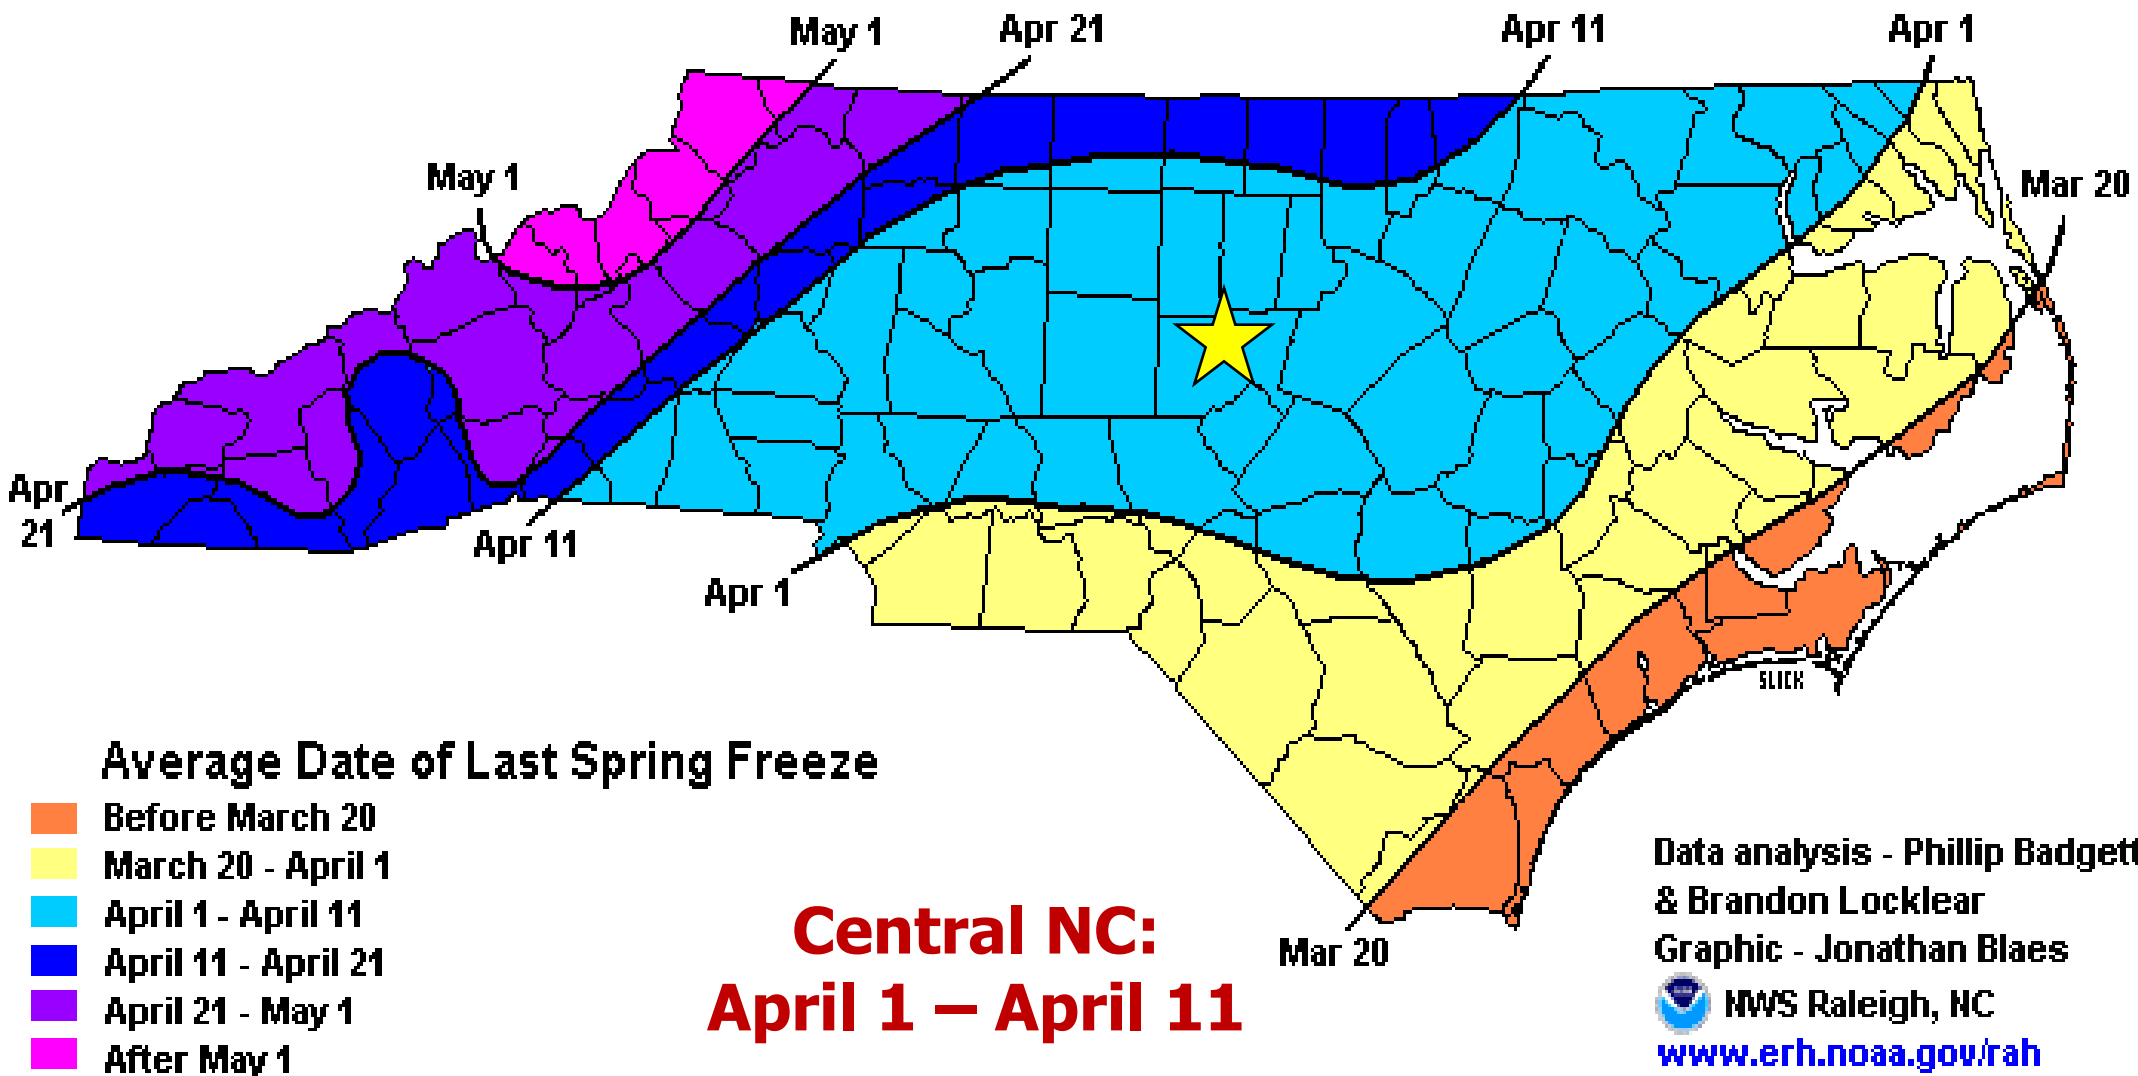 May 1
Apr 21
Apr 11
Apr 1
May 1
Mar 20
Apr
21
Apr 11
Apr 1
SLICK
Mar 20
Average Date of Last Spring Freeze
Before March 20
March 20 - April 1
April 1 - April 11
April 11 - April 21
April 21 - May 1
After May 1
Central NC:
April 1 – April 11
Data analysis - Phillip Badgett
& Brandon Locklear
Graphic - Jonathan Blaes
NWS Raleigh, NC
www.erh.noaa.gov/rah